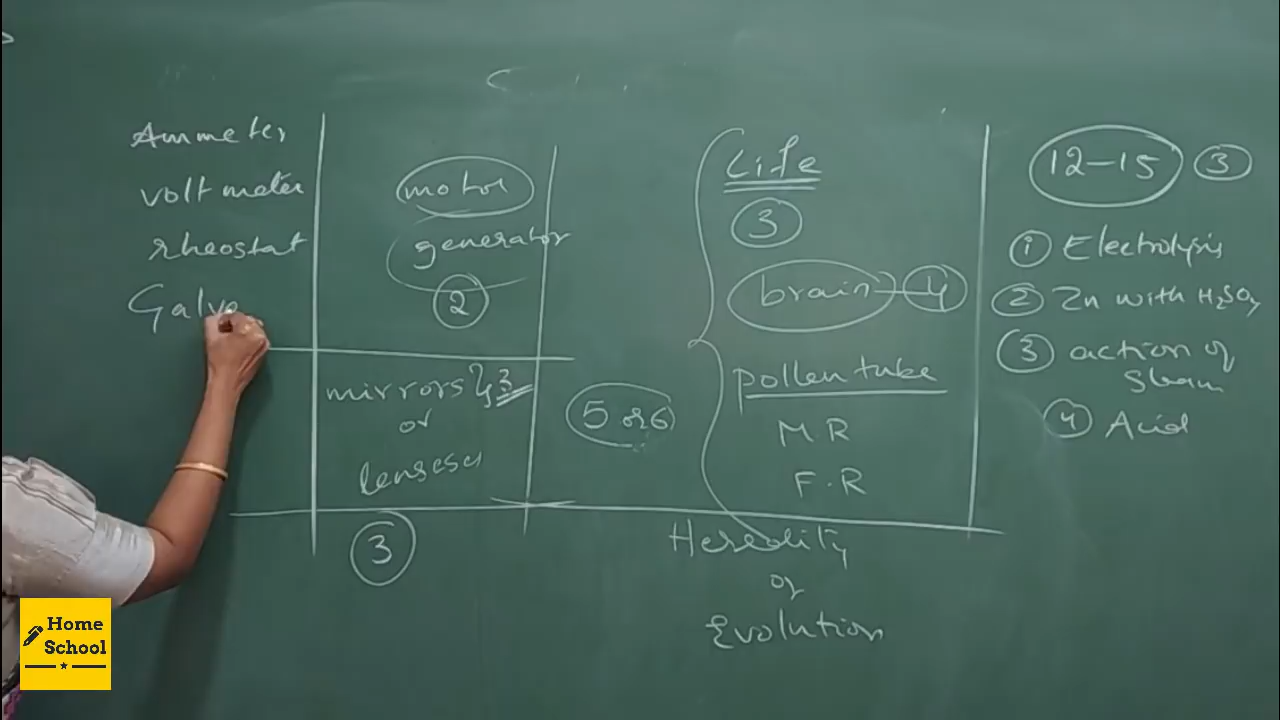 Ammeter
voltmeter
rheostat
Galva
motor
generator
2
mirrors } 3
or
lenses
3
5 or 6
Life
3
brain - 4
pollen tube
M R
F.R
Heredity
or
Evolution
12-15 3
1 Electrolysis
2 Zn with H₂SO₄
3 action of
steam
4 Acid
Home
School